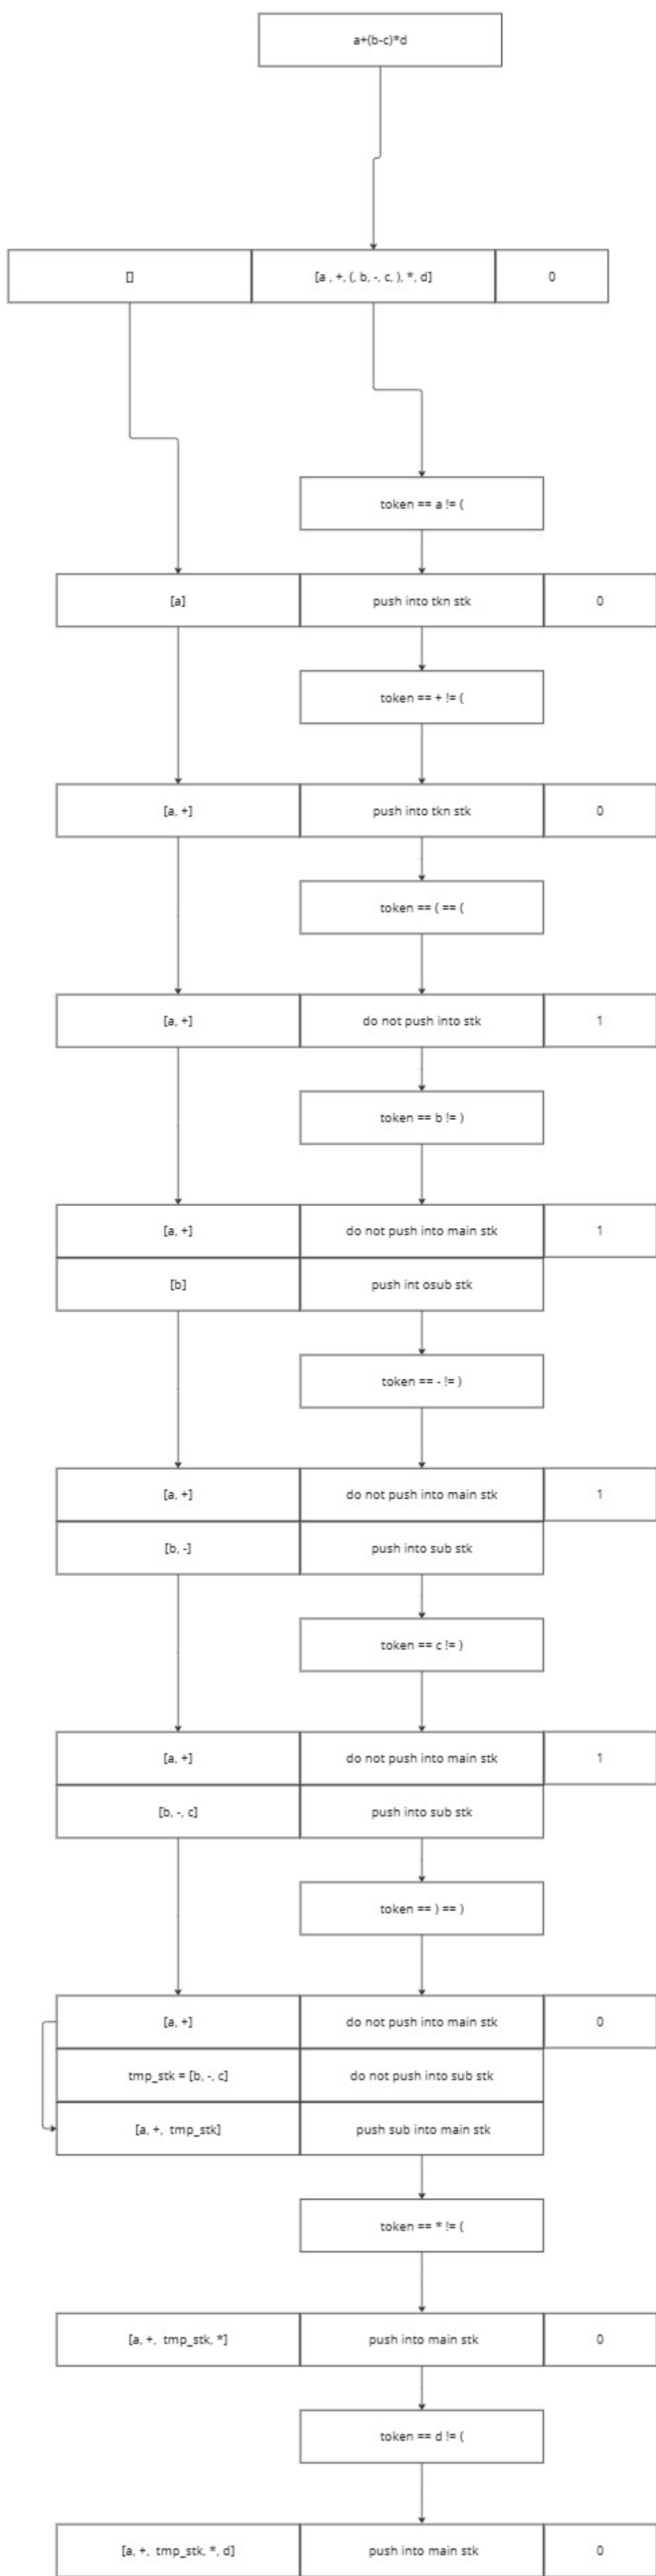 a+(b-c)*d
[] [a , +, (, b, -, c, ), *, d] 0
token == a != (
[a] push into tkn stk 0
token == + != (
[a, +] push into tkn stk 0
token == ( == (
[a, +] do not push into stk 1
token == b != )
[a, +] do not push into main stk 1
[b] push int osub stk
token == - != )
[a, +] do not push into main stk 1
[b, -] push into sub stk
token == c != )
[a, +] do not push into main stk 1
[b, -, c] push into sub stk
token == ) == )
[a, +] do not push into main stk 0
tmp_stk = [b, -, c] do not push into sub stk
[a, +, tmp_stk] push sub into main stk
token == * != (
[a, +, tmp_stk, *] push into main stk 0
token == d != (
[a, +, tmp_stk, *, d] push into main stk 0